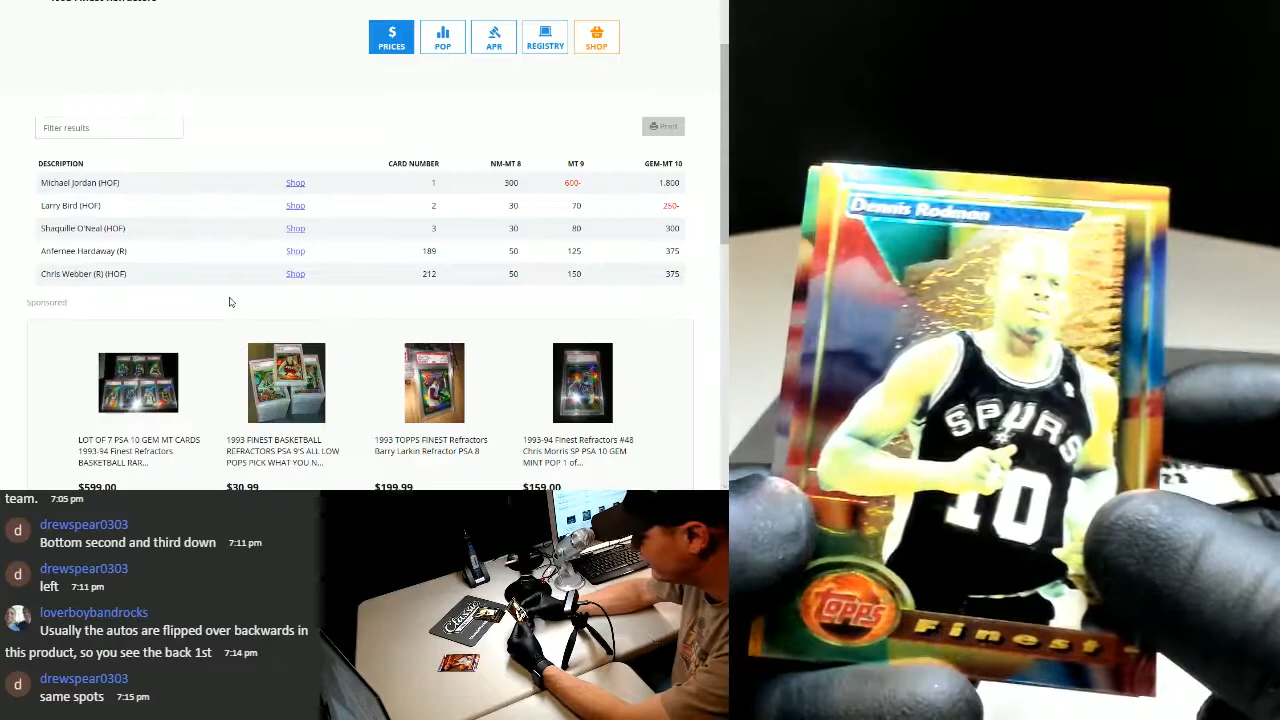 PRICES
POP
APR
REGISTRY
SHOP
Filter results
Print
DESCRIPTION CARD NUMBER NM-MT 8 MT 9 GEM-MT 10
Michael Jordan (HOF) Shop 1 300 600- 1,800
Larry Bird (HOF) Shop 2 30 70 250-
Shaquille O'Neal (HOF) Shop 3 30 80 300
Anfernee Hardaway (R) Shop 189 50 125 375
Chris Webber (R) (HOF) Shop 212 50 150 375
Sponsored
LOT OF 7 PSA 10 GEM MT CARDS
1993-94 Finest Refractors
BASKETBALL RAR...
$599.00
1993 FINEST BASKETBALL
REFRACTORS PSA 9'S ALL LOW
POPS PICK WHAT YOU N...
$30.99
1993 TOPPS FINEST Refractors
Barry Larkin Refractor PSA 8
$199.99
1993-94 Finest Refractors #48
Chris Morris SP PSA 10 GEM
MINT POP 1 of...
$159.00
team. 7:05 pm
d drewspear0303
Bottom second and third down 7:11 pm
d drewspear0303
left 7:11 pm
loverboybandrocks
Usually the autos are flipped over backwards in
this product, so you see the back 1st 7:14 pm
d drewspear0303
same spots 7:15 pm
Classic
Dennis Rodman
SPURS
10
TOPPS
Finest